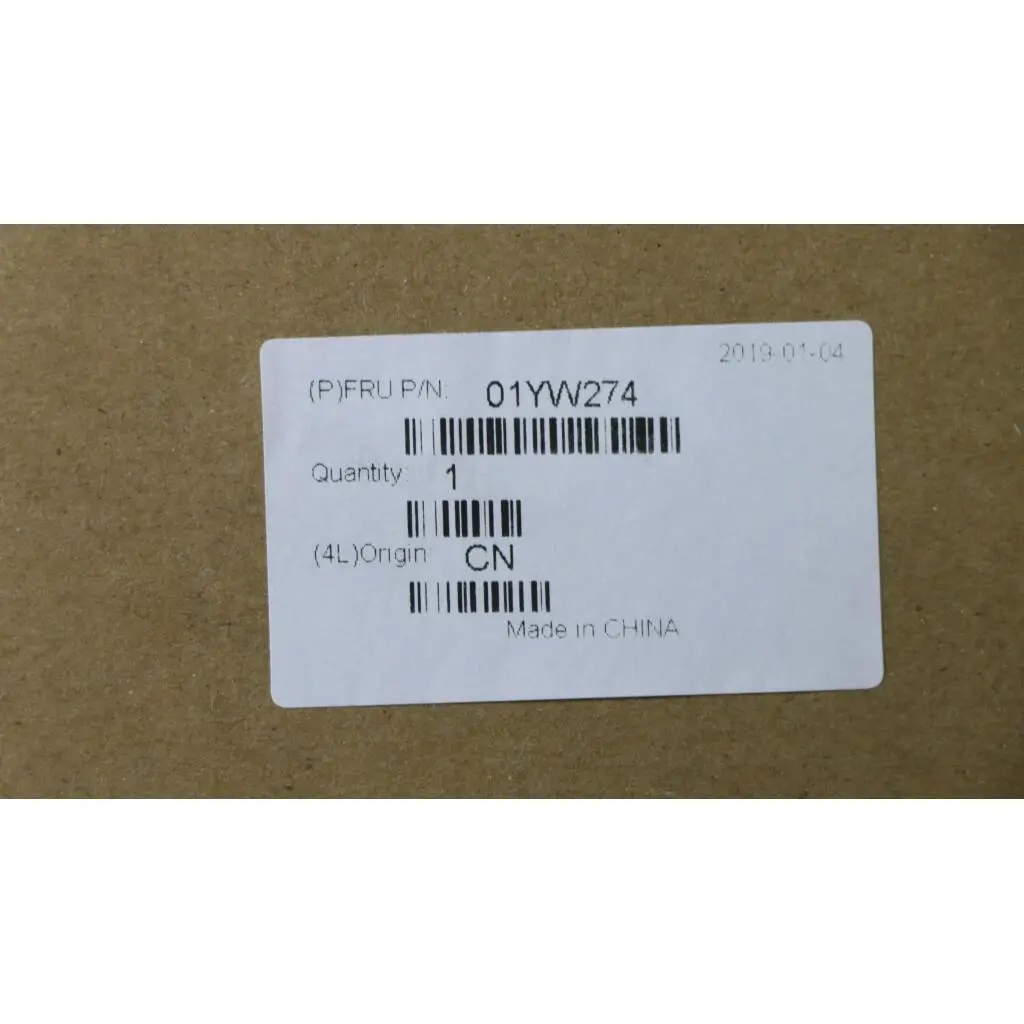 2019-01-04
(P)FRU P/N: 01YW274
Quantity: 1
(4L)Origin CN
Made in CHINA